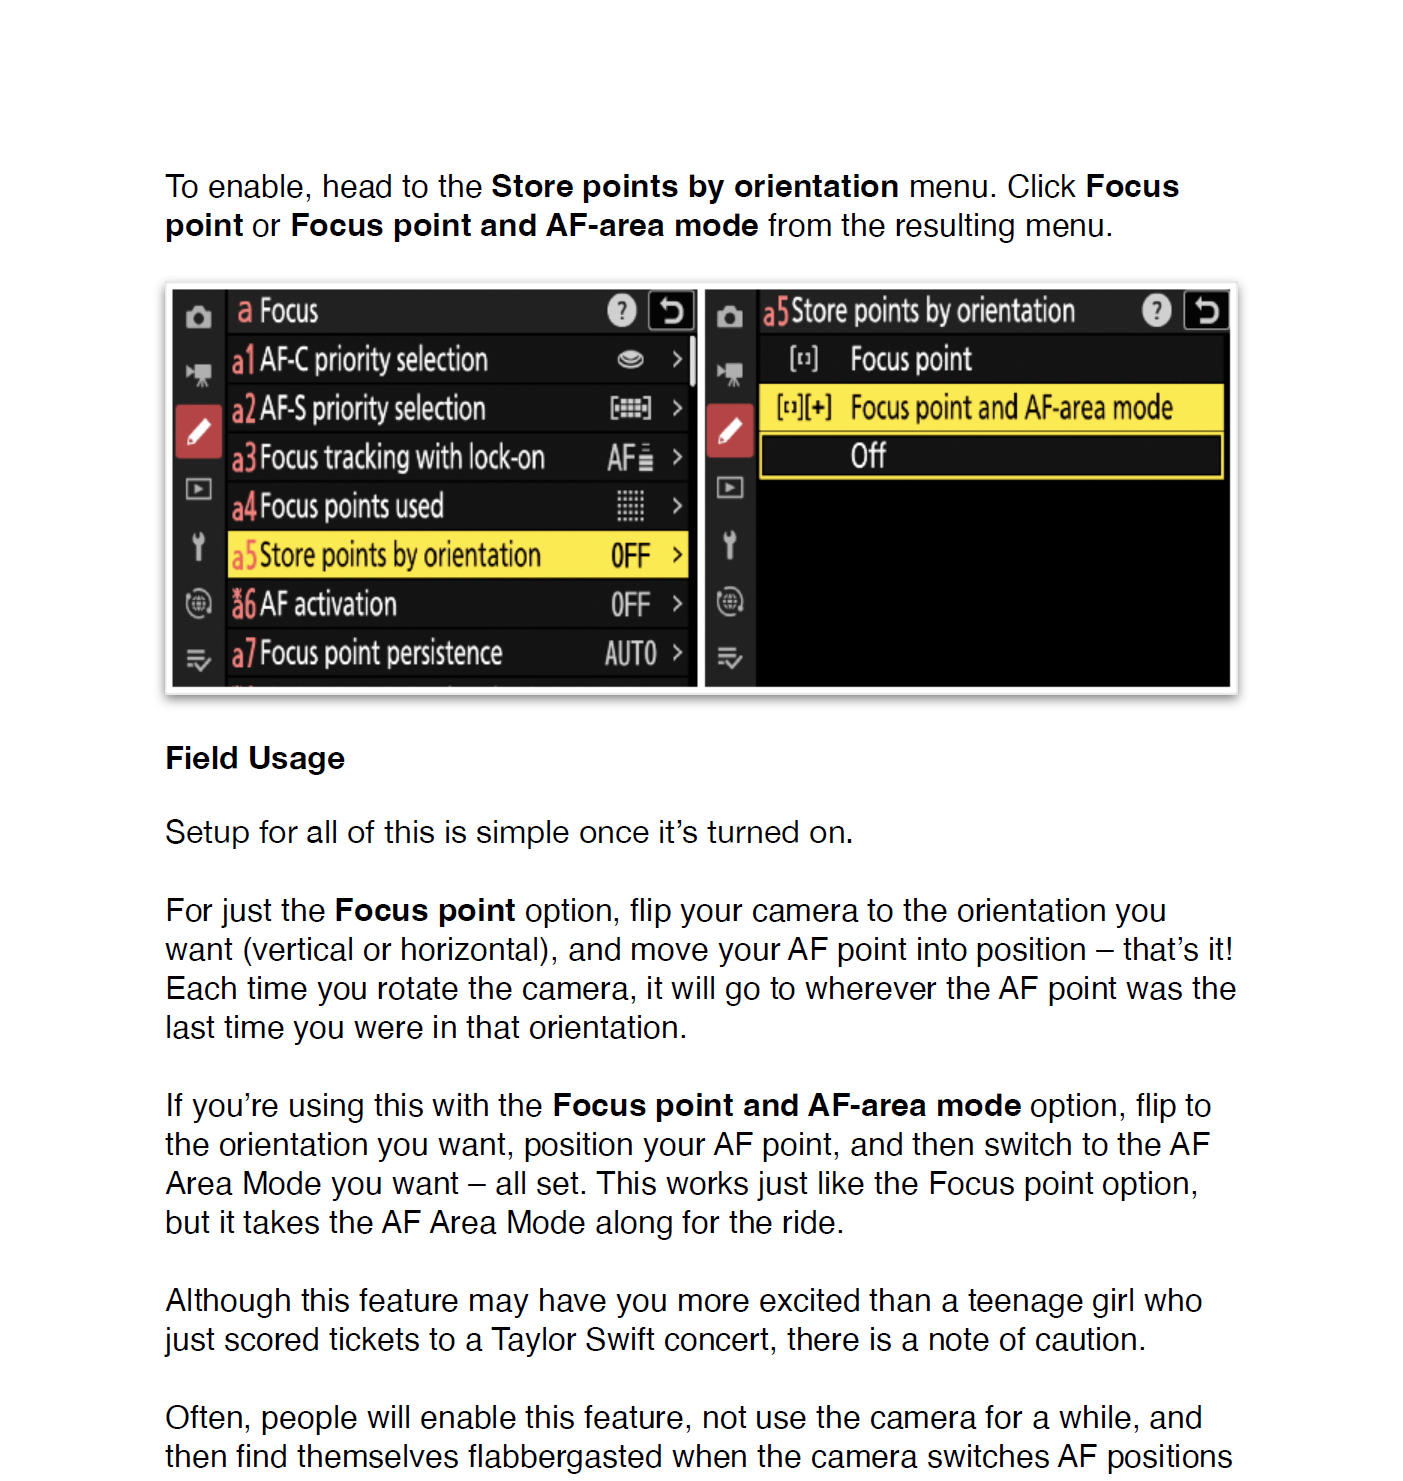 To enable, head to the Store points by orientation menu. Click Focus
point or Focus point and AF-area mode from the resulting menu.
a Focus ?
a1 AF-C priority selection >
a2 AF-S priority selection >
a3 Focus tracking with lock-on AF >
a4 Focus points used >
a5 Store points by orientation OFF >
a6 AF activation OFF >
a7 Focus point persistence AUTO >
a5 Store points by orientation ?
Focus point
Focus point and AF-area mode
Off
Field Usage
Setup for all of this is simple once it’s turned on.
For just the Focus point option, flip your camera to the orientation you
want (vertical or horizontal), and move your AF point into position – that’s it!
Each time you rotate the camera, it will go to wherever the AF point was the
last time you were in that orientation.
If you’re using this with the Focus point and AF-area mode option, flip to
the orientation you want, position your AF point, and then switch to the AF
Area Mode you want – all set. This works just like the Focus point option,
but it takes the AF Area Mode along for the ride.
Although this feature may have you more excited than a teenage girl who
just scored tickets to a Taylor Swift concert, there is a note of caution.
Often, people will enable this feature, not use the camera for a while, and
then find themselves flabbergasted when the camera switches AF positions